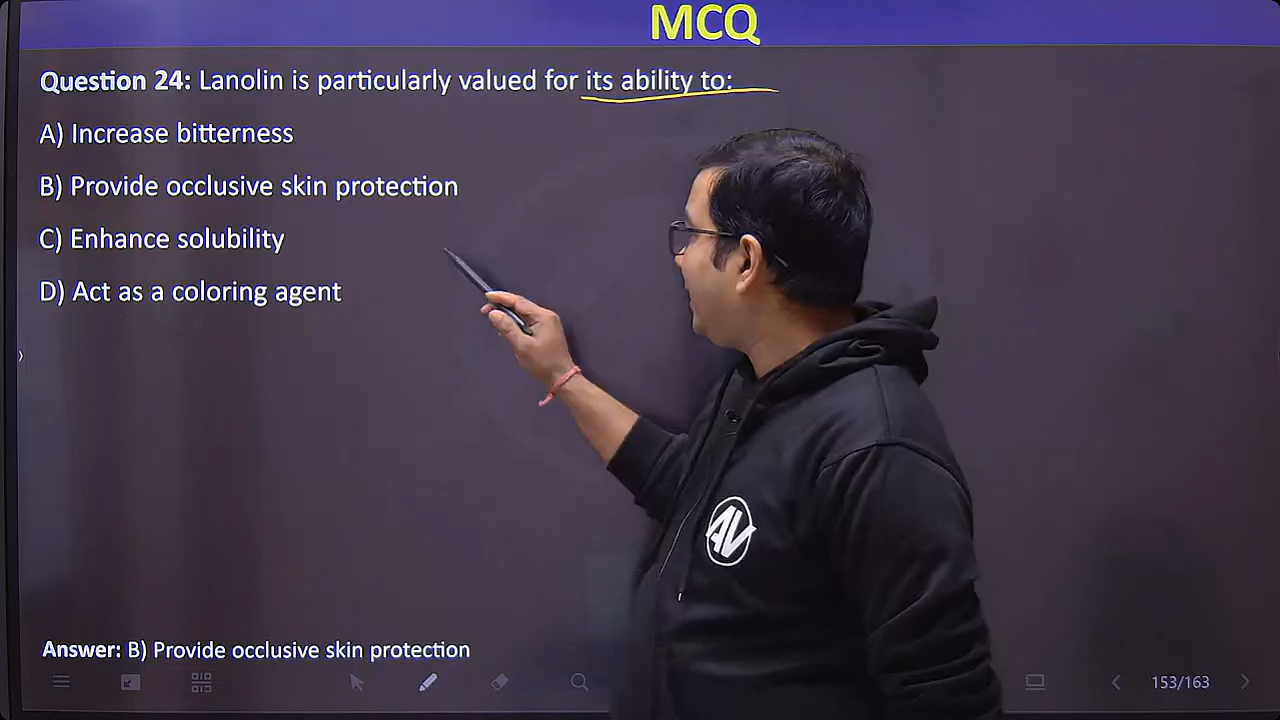 MCQ
Question 24: Lanolin is particularly valued for its ability to:
A) Increase bitterness
B) Provide occlusive skin protection
C) Enhance solubility
D) Act as a coloring agent
AV
Answer: B) Provide occlusive skin protection
153/163